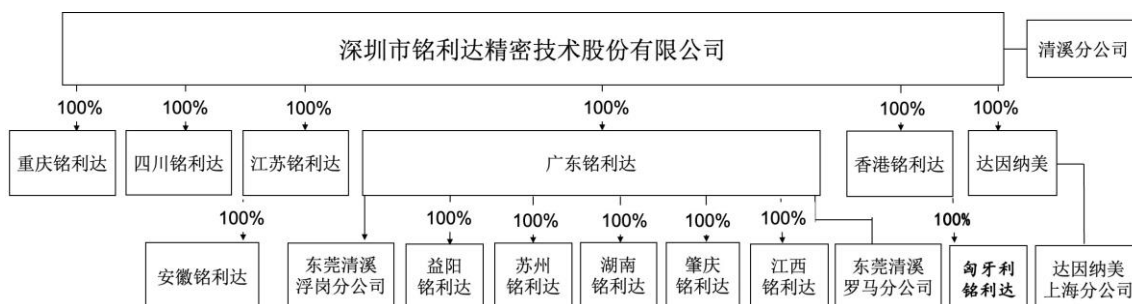 深圳市铭利达精密技术股份有限公司
清溪分公司
100%
100%
100%
100%
100%
100%
重庆铭利达
四川铭利达
江苏铭利达
广东铭利达
香港铭利达
达因纳美
100%
100%
100%
100%
100%
100%
100%
安徽铭利达
东莞清溪
浮岗分公司
益阳
铭利达
苏州
铭利达
湖南
铭利达
肇庆
铭利达
江西
铭利达
东莞清溪
罗马分公司
匈牙利
铭利达
达因纳美
上海分公司